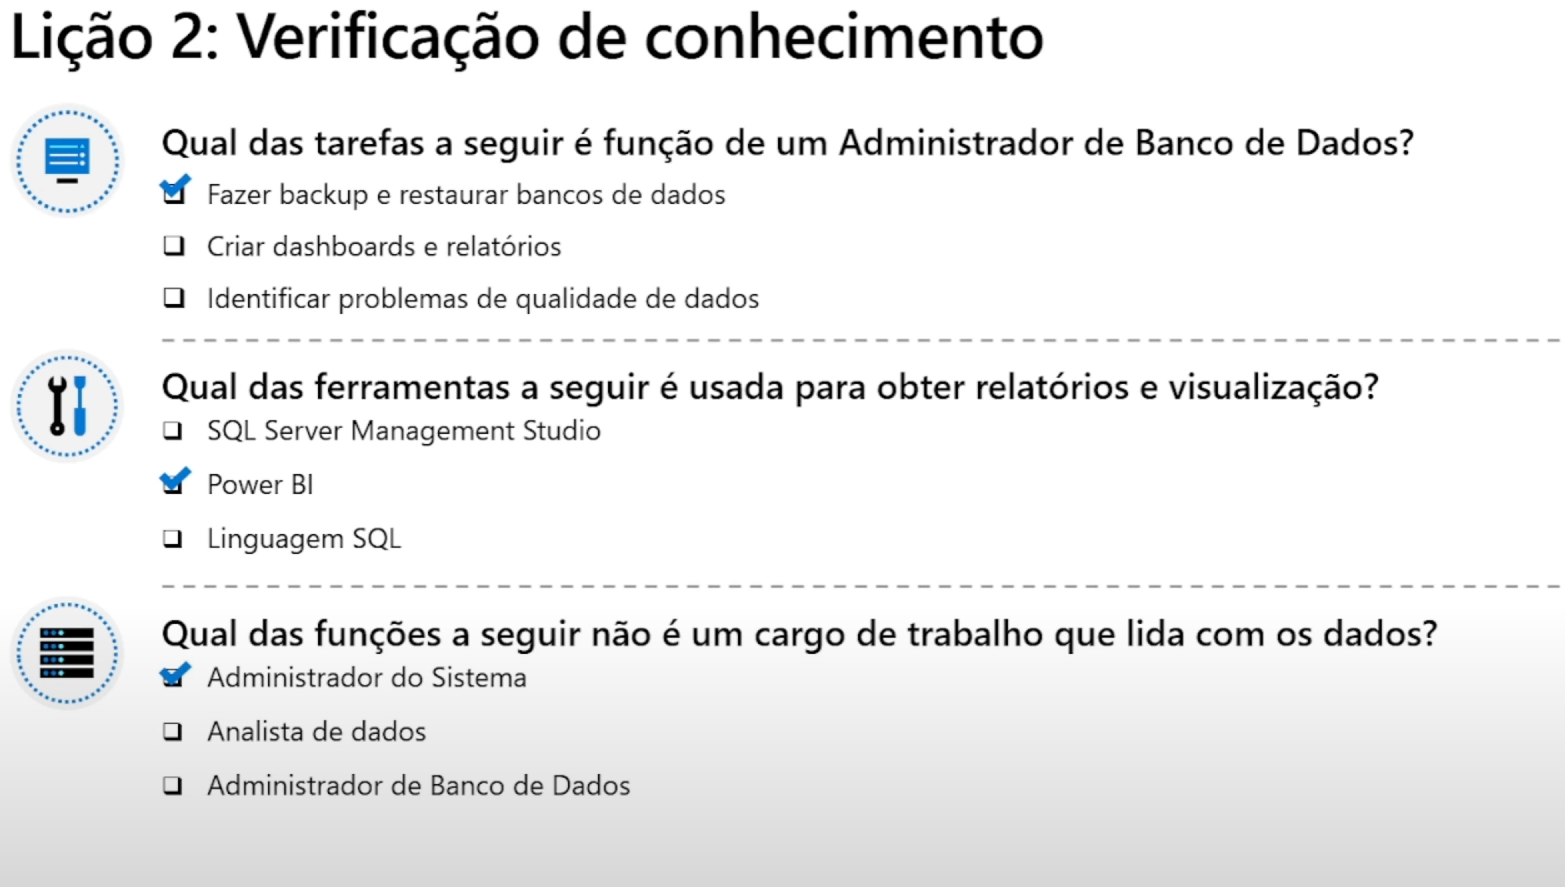 Lição 2: Verificação de conhecimento
Qual das tarefas a seguir é função de um Administrador de Banco de Dados?
Fazer backup e restaurar bancos de dados
Criar dashboards e relatórios
Identificar problemas de qualidade de dados
Qual das ferramentas a seguir é usada para obter relatórios e visualização?
SQL Server Management Studio
Power BI
Linguagem SQL
Qual das funções a seguir não é um cargo de trabalho que lida com os dados?
Administrador do Sistema
Analista de dados
Administrador de Banco de Dados